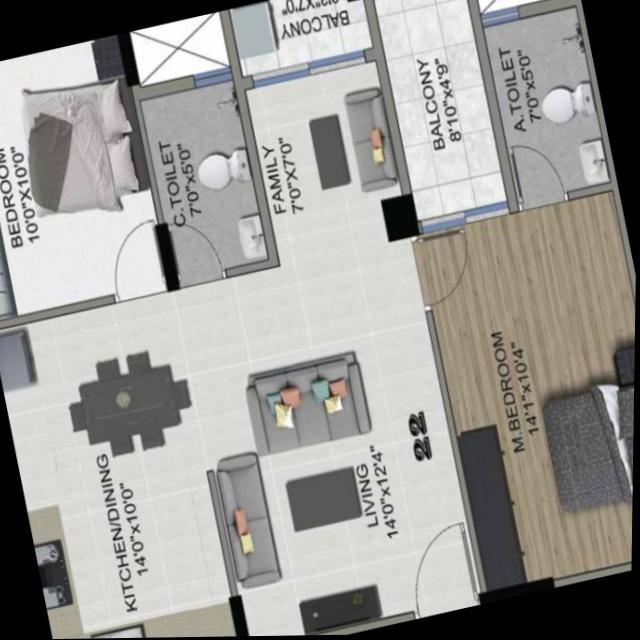 BALCONY
BEDROOM
10'0"X10'0"
C.TOILET
7'0"X5'0"
FAMILY
7'0"X7'0"
BALCONY
8'10"X4'9"
A.TOILET
7'0"X5'0"
M.BEDROOM
14'1"X10'4"
22
LIVING
14'0"X12'4"
KITCHEN/DINING
14'0"X10'0"